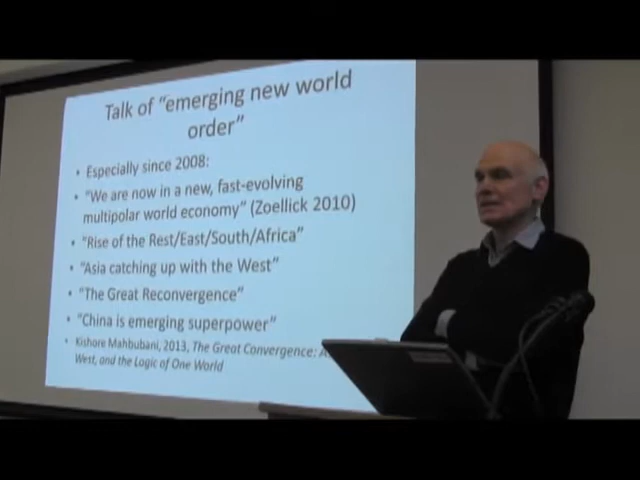 Talk of "emerging new world
order"
• Especially since 2008:
• "We are now in a new, fast-evolving
multipolar world economy" (Zoellick 2010)
• "Rise of the Rest/East/South/Africa"
• "Asia catching up with the West"
• "The Great Reconvergence"
• "China is emerging superpower"
• Kishore Mahbubani, 2013, The Great Convergence:
West, and the Logic of One World